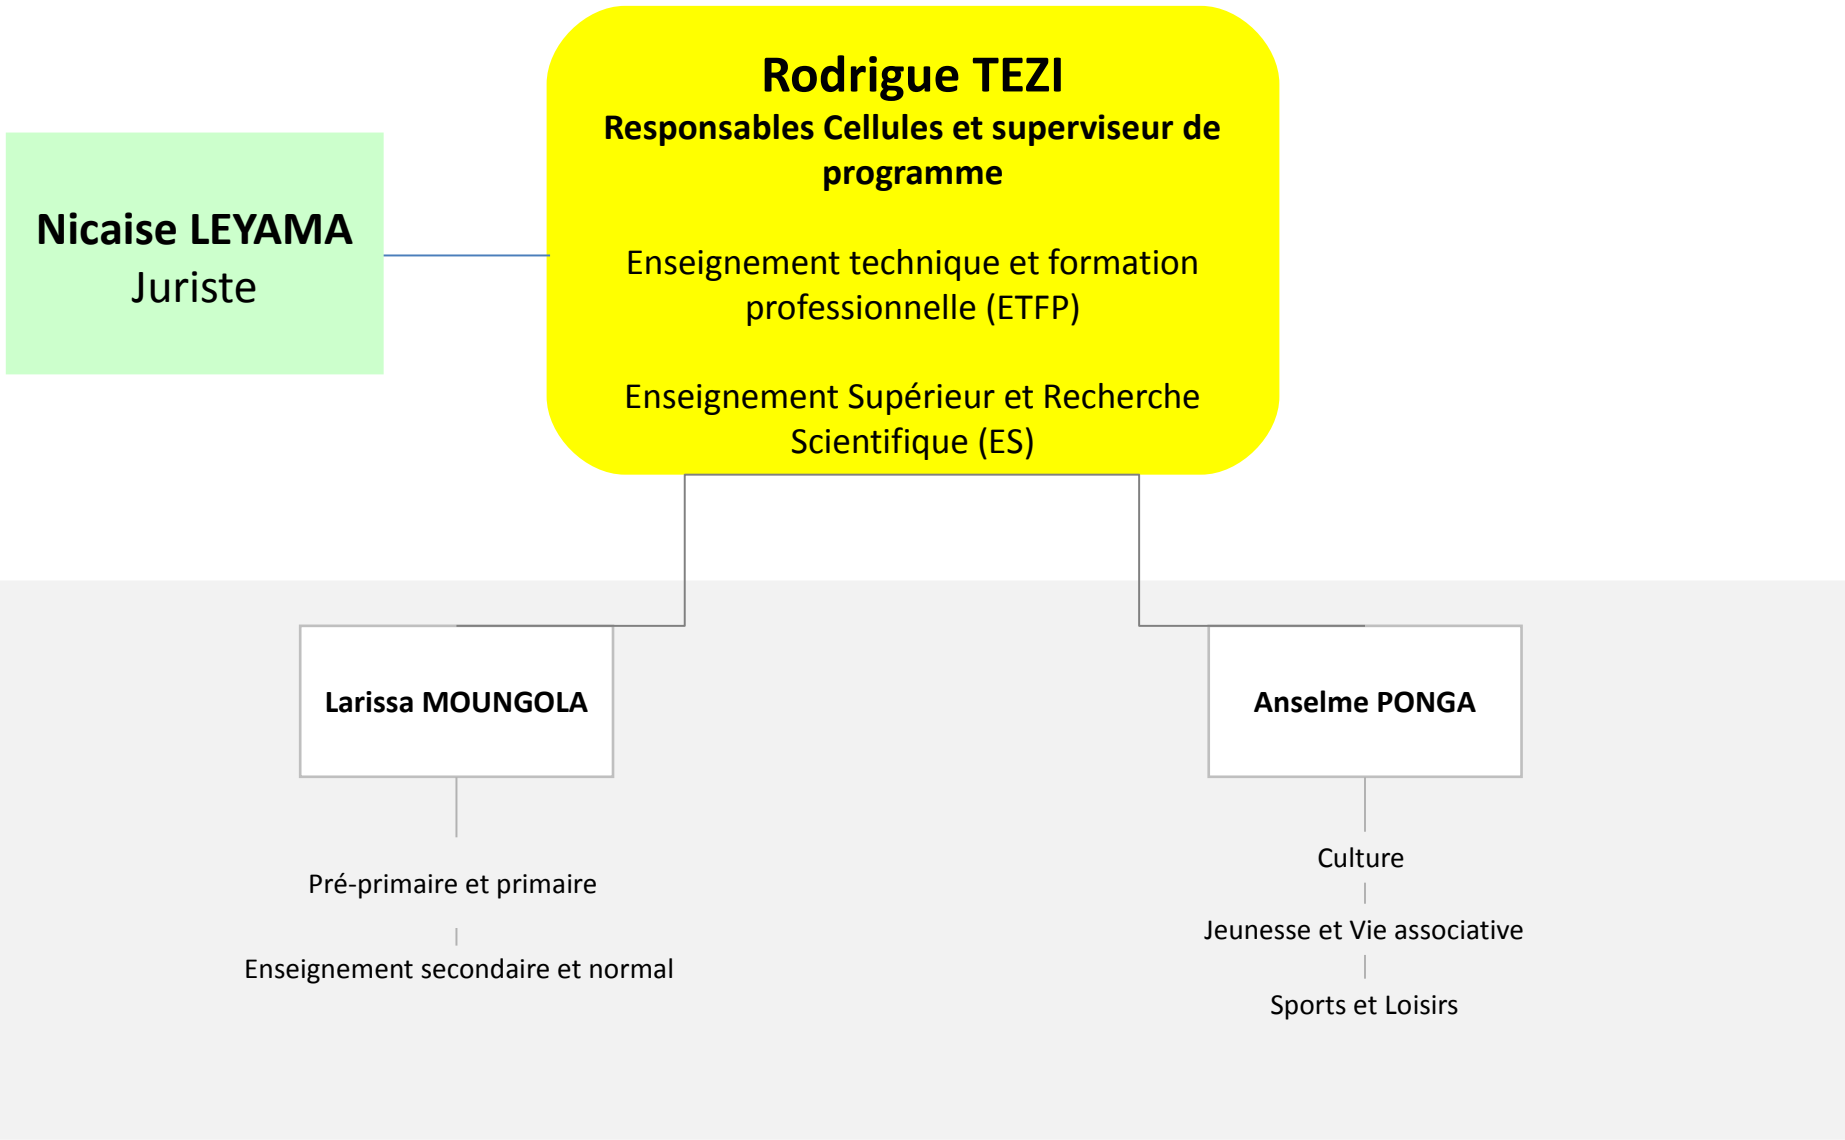 Rodrigue TEZI
Responsables Cellules et superviseur de
programme
Nicaise LEYAMA
Juriste
Enseignement technique et formation
professionnelle (ETFP)
Enseignement Supérieur et Recherche
Scientifique (ES)
Larissa MOUNGOLA
Pré-primaire et primaire
Enseignement secondaire et normal
Anselme PONGA
Culture
Jeunesse et Vie associative
Sports et Loisirs